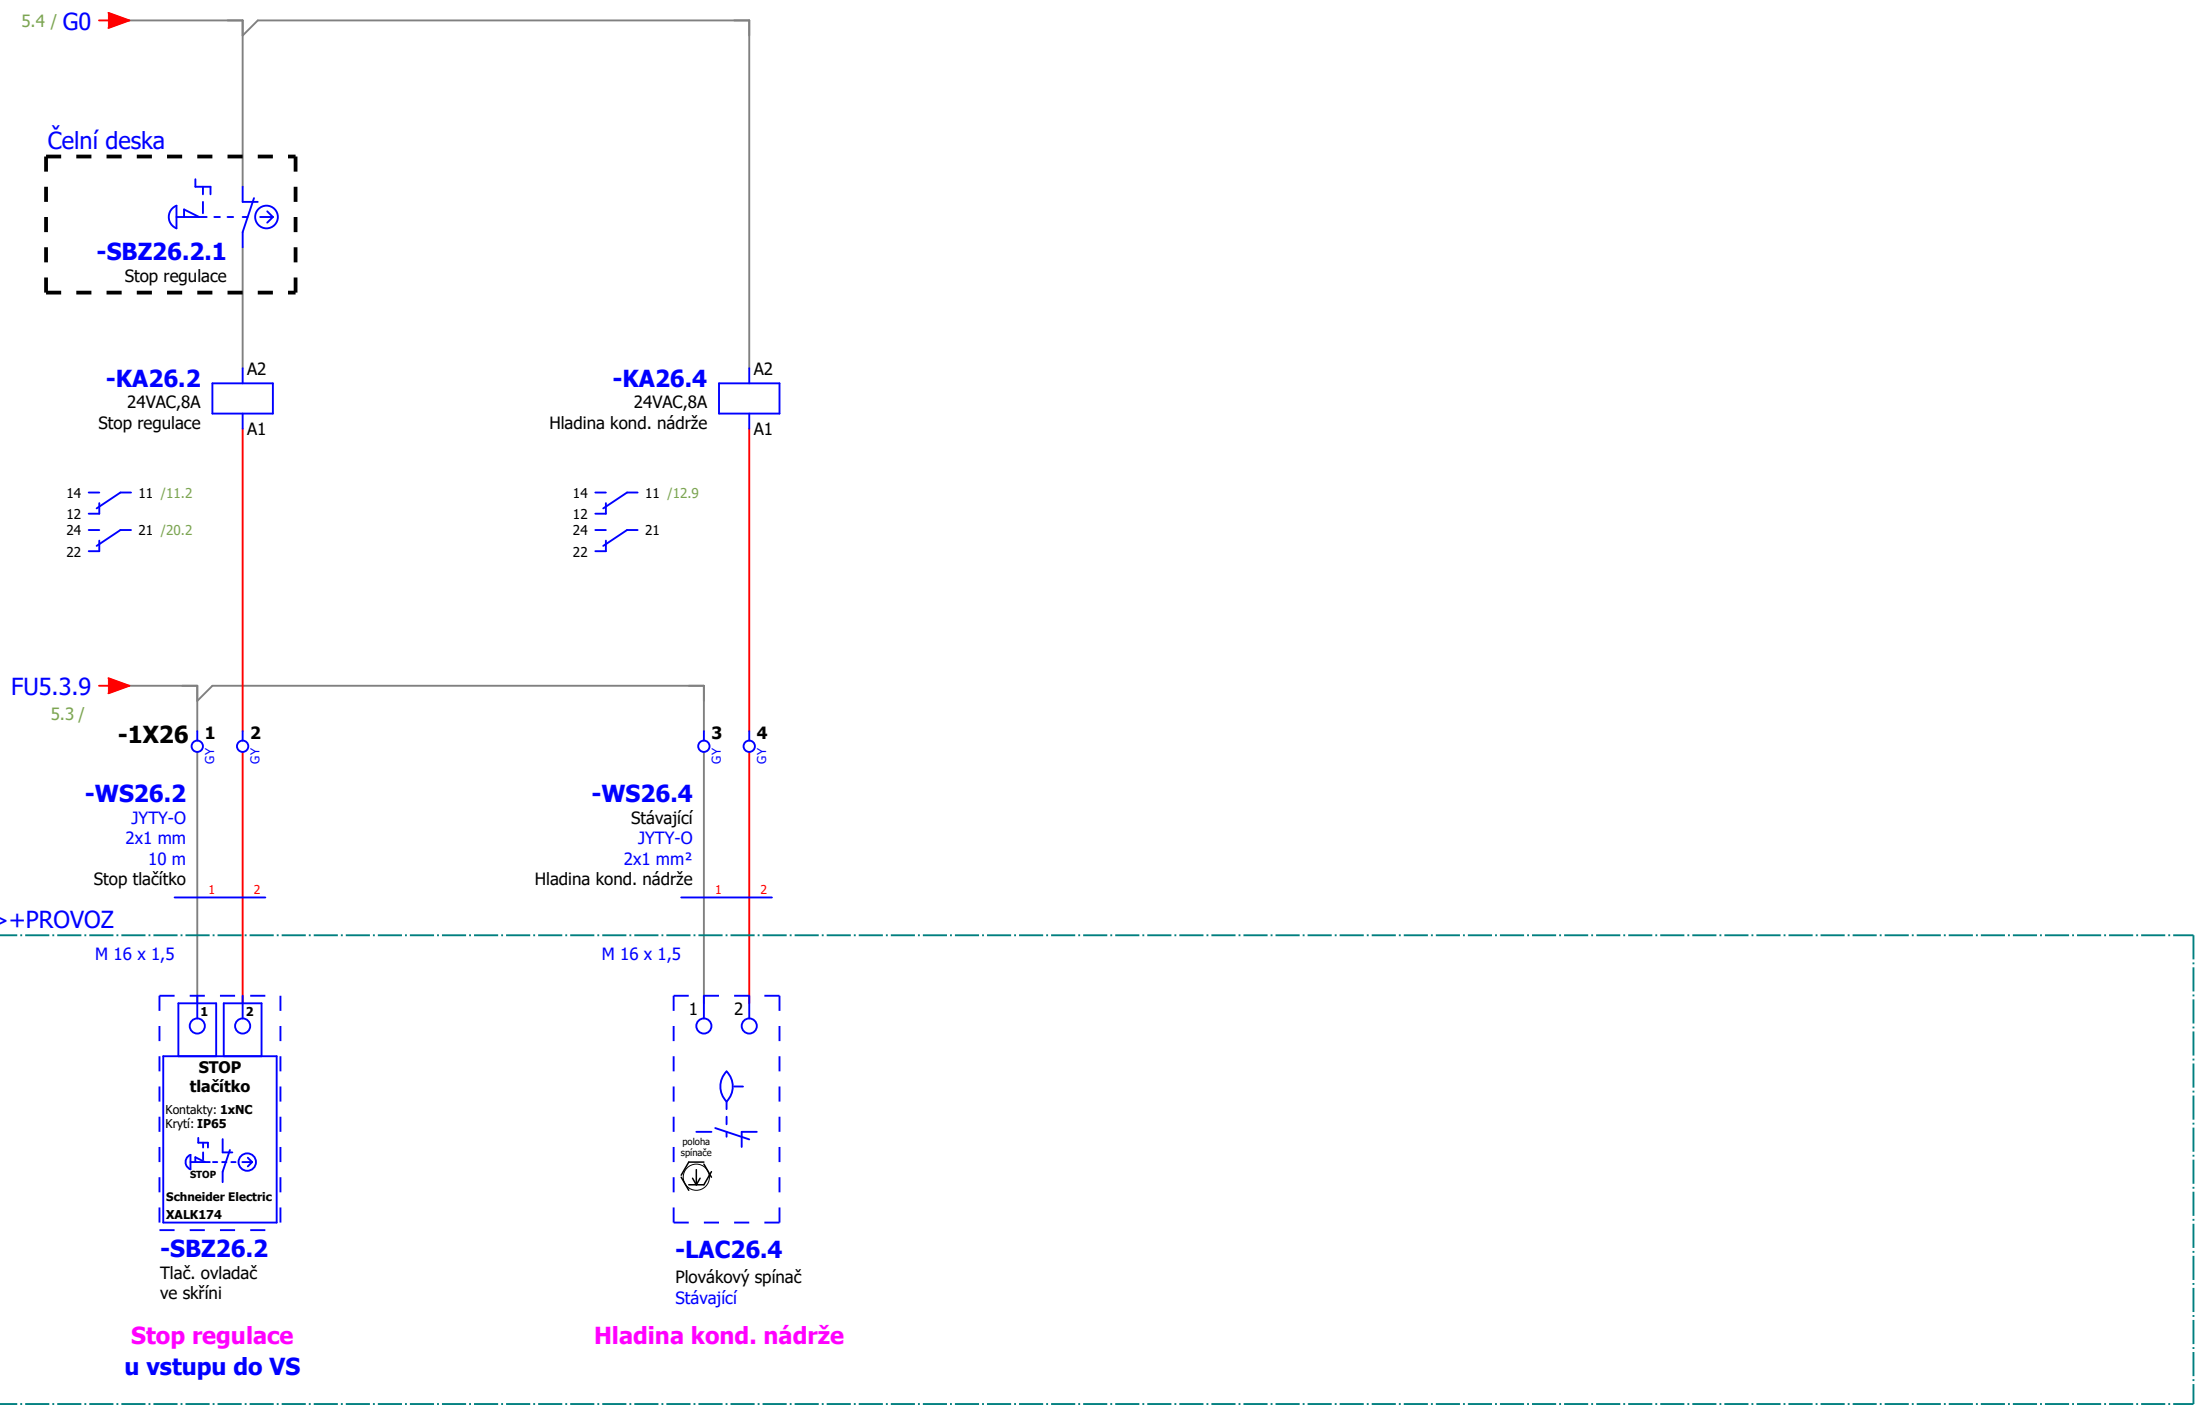 5.4 / G0
Čelní deska
-SBZ26.2.1
Stop regulace
-KA26.2
24VAC,8A
Stop regulace
A2
A1
-KA26.4
24VAC,8A
Hladina kond. nádrže
A2
A1
14 11 /11.2
12
24 21 /20.2
22
14 11 /12.9
12
24 21
22
FU5.3.9
5.3 /
-1X26 1 2 3 4
GY GY GY GY
-WS26.2
JYTY-O
2x1 mm
10 m
Stop tlačítko
1 2
-WS26.4
Stávající
JYTY-O
2x1 mm²
Hladina kond. nádrže
1 2
>+PROVOZ
M 16 x 1,5
M 16 x 1,5
1 2
STOP
tlačítko
Kontakty: 1xNC
Krytí: IP65
STOP
Schneider Electric
XALK174
-SBZ26.2
Tlač. ovladač
ve skříni
Stop regulace
u vstupu do VS
1 2
poloha
spínače
-LAC26.4
Plovákový spínač
Stávající
Hladina kond. nádrže